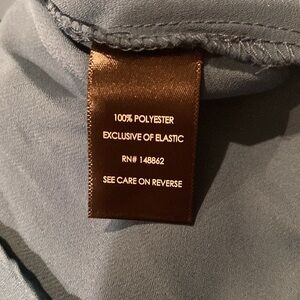 100% POLYESTER
EXCLUSIVE OF ELASTIC
RN# 148862
SEE CARE ON REVERSE